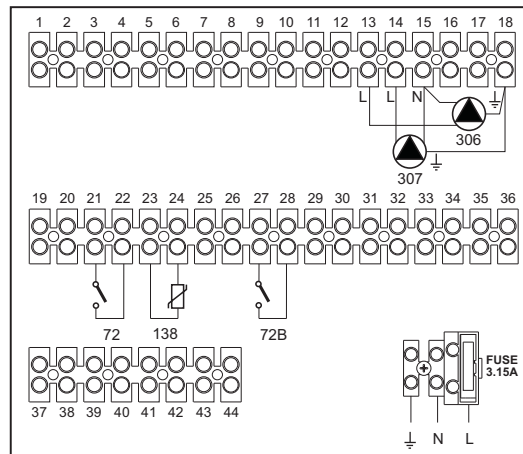 1 2 3 4 5 6 7 8 9 10 11 12 13 14 15 16 17 18
L L N
306
307
19 20 21 22 23 24 25 26 27 28 29 30 31 32 33 34 35 36
72 138 72B
FUSE
3.15A
37 38 39 40 41 42 43 44
N L